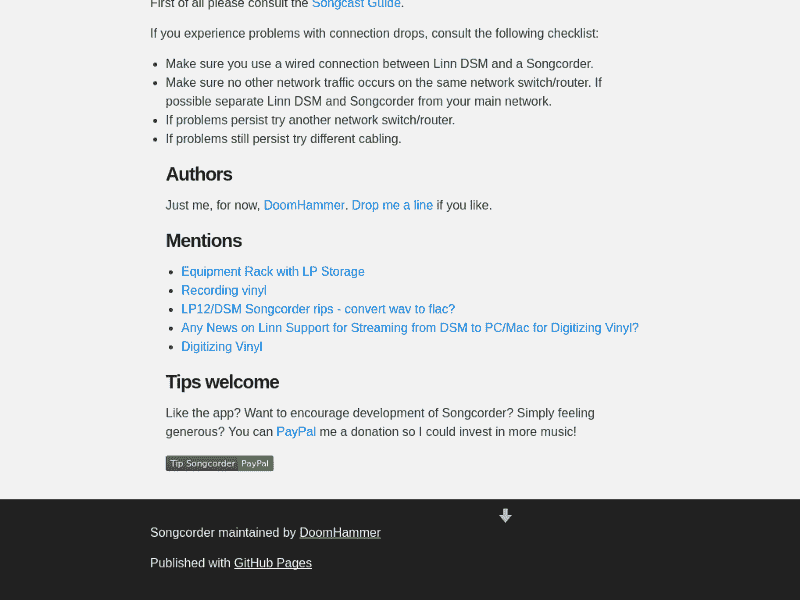 First of all please consult the Songcast Guide.
If you experience problems with connection drops, consult the following checklist:
Make sure you use a wired connection between Linn DSM and a Songcorder.
Make sure no other network traffic occurs on the same network switch/router. If
possible separate Linn DSM and Songcorder from your main network.
If problems persist try another network switch/router.
If problems still persist try different cabling.
Authors
Just me, for now, DoomHammer. Drop me a line if you like.
Mentions
Equipment Rack with LP Storage
Recording vinyl
LP12/DSM Songcorder rips - convert wav to flac?
Any News on Linn Support for Streaming from DSM to PC/Mac for Digitizing Vinyl?
Digitizing Vinyl
Tips welcome
Like the app? Want to encourage development of Songcorder? Simply feeling
generous? You can PayPal me a donation so I could invest in more music!
Tip Songcorder PayPal
Songcorder maintained by DoomHammer
Published with GitHub Pages